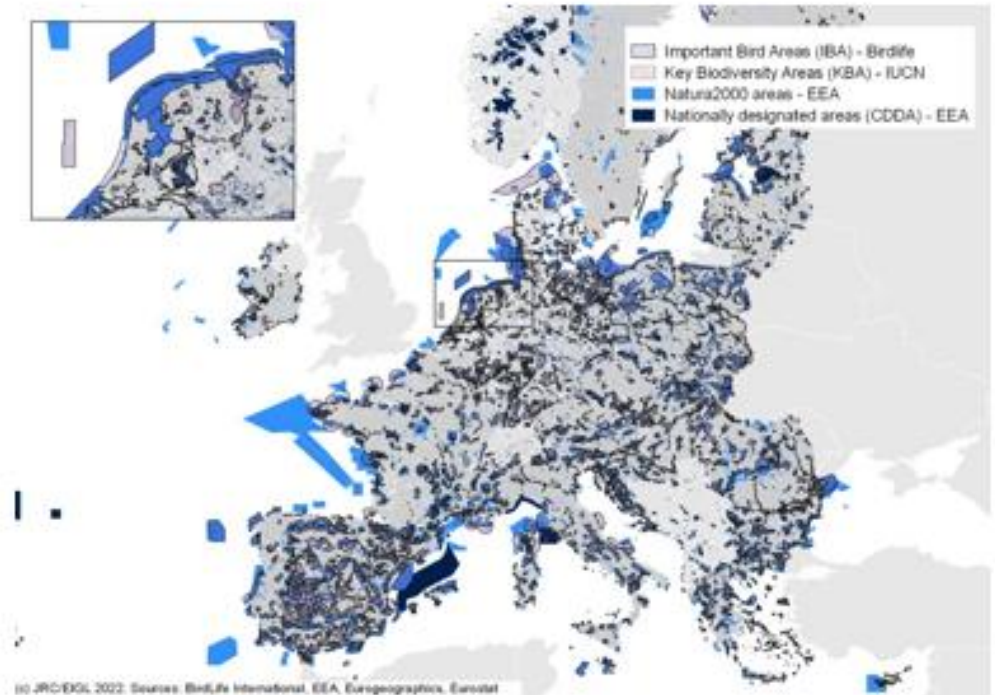 Important Bird Areas (IBA) - Birdlife
Key Biodiversity Areas (KBA) - IUCN
Natura2000 areas - EEA
Nationally designated areas (CDDA) - EEA
(c) JRC/EIGL 2022. Sources: BirdLife International, EEA, Eurogeographics, Eurostat